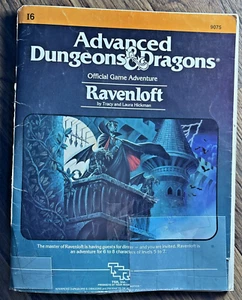 I6
9075
Advanced
Dungeons & Dragons®
Official Game Adventure
Ravenloft
by Tracy and Laura Hickman
The master of Ravenloft is having guests for dinner — and you are invited. Ravenloft is
an adventure for 6 to 8 characters of levels 5 to 7.
TSR